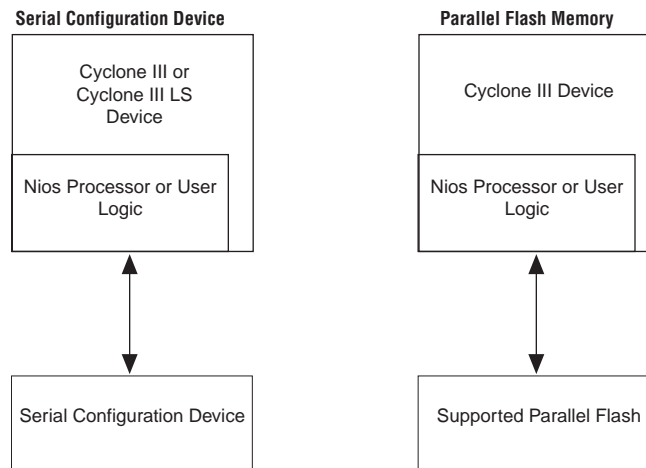 Serial Configuration Device
Cyclone III or
Cyclone III LS
Device
Nios Processor or User
Logic
Serial Configuration Device
Parallel Flash Memory
Cyclone III Device
Nios Processor or User
Logic
Supported Parallel Flash